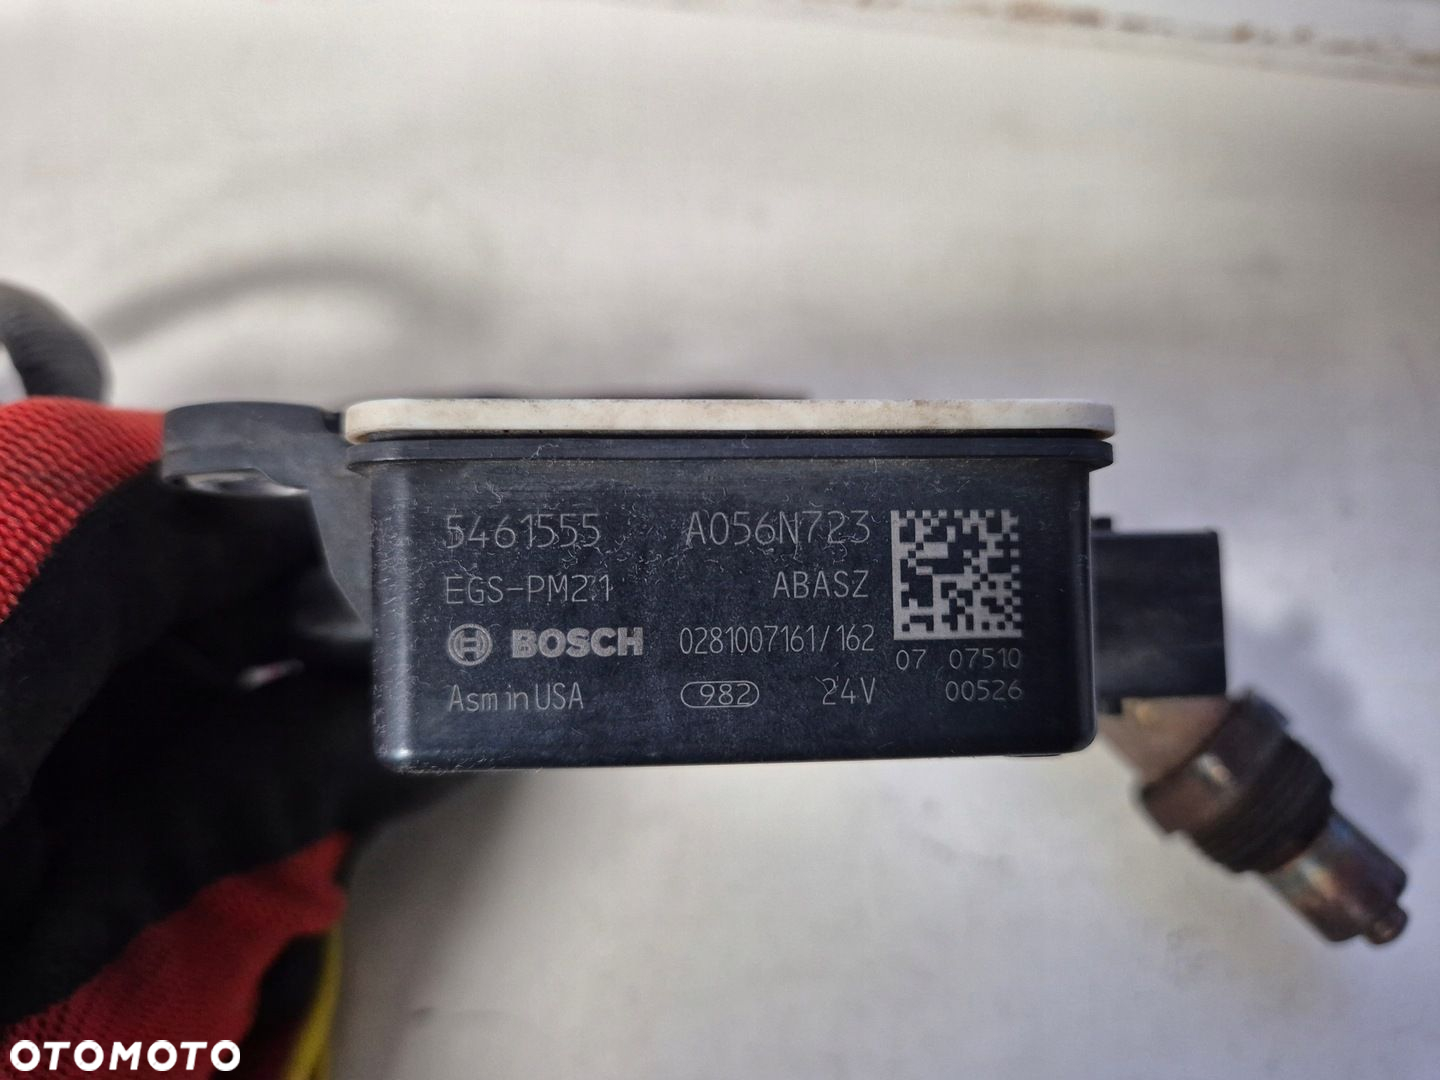 5461555 A056N723
EGS-PM2.1 ABASZ
BOSCH 0281007161/162
Asm in USA 982 24V
07 07510
00526
OTOMOTO